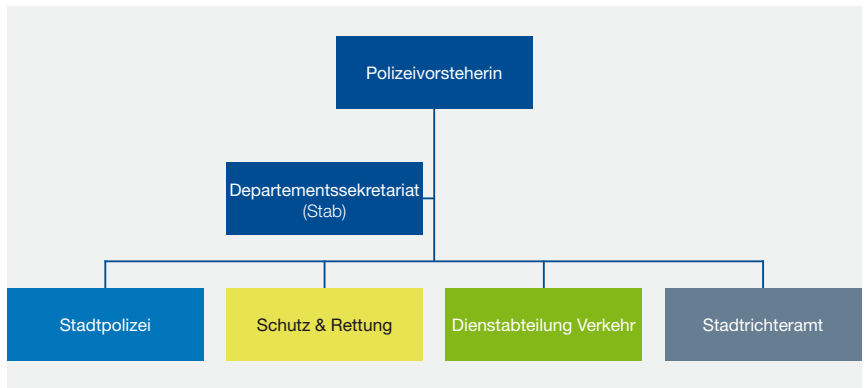 Polizeivorsteherin
Departementssekretariat
(Stab)
Stadtpolizei
Schutz & Rettung
Dienstabteilung Verkehr
Stadtrichteramt